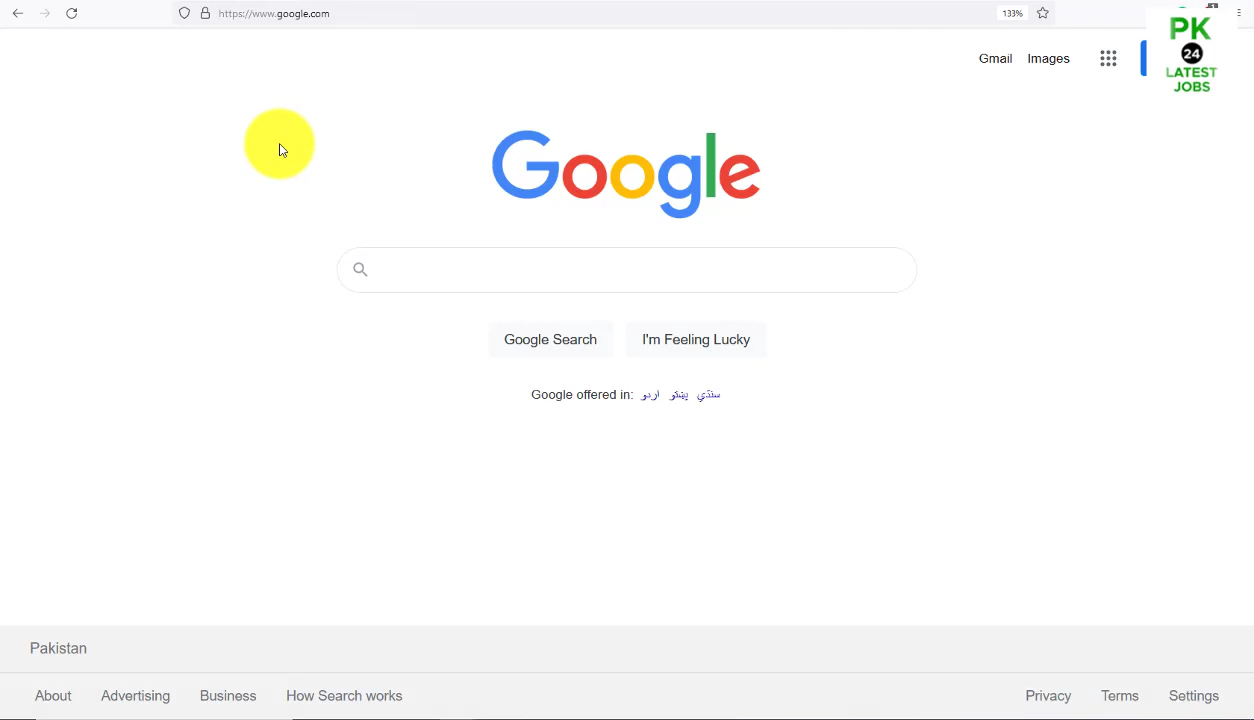 https://www.google.com
133%
PK
24
LATEST
JOBS
Gmail Images
Google
Google Search I'm Feeling Lucky
Google offered in: اردو پښتو سنڌي
Pakistan
About Advertising Business How Search works Privacy Terms Settings